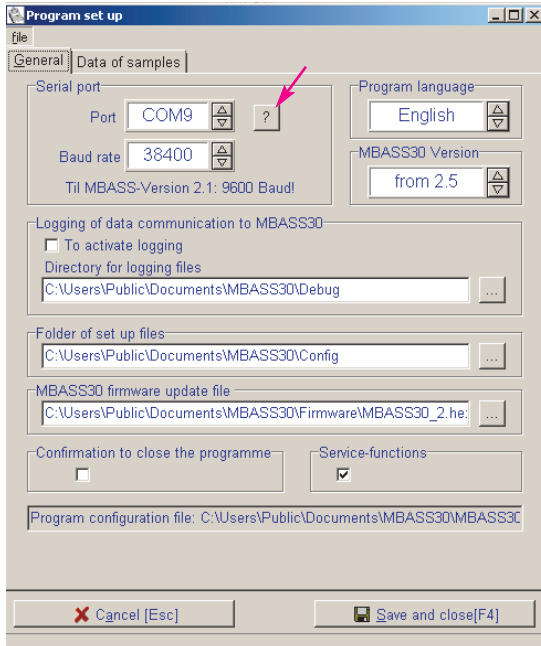 Program set up
file
General
Data of samples
Serial port
Port COM9 ?
Baud rate 38400
Til MBASS-Version 2.1: 9600 Baud!
Program language
English
MBASS30 Version
from 2.5
Logging of data communication to MBASS30
To activate logging
Directory for logging files
C:\Users\Public\Documents\MBASS30\Debug
...
Folder of set up files
C:\Users\Public\Documents\MBASS30\Config
...
MBASS30 firmware update file
C:\Users\Public\Documents\MBASS30\Firmware\MBASS30_2.he:
...
Confirmation to close the programme
Service-functions
Program configuration file: C:\Users\Public\Documents\MBASS30\MBASS30
Cancel [Esc]
Save and close[F4]